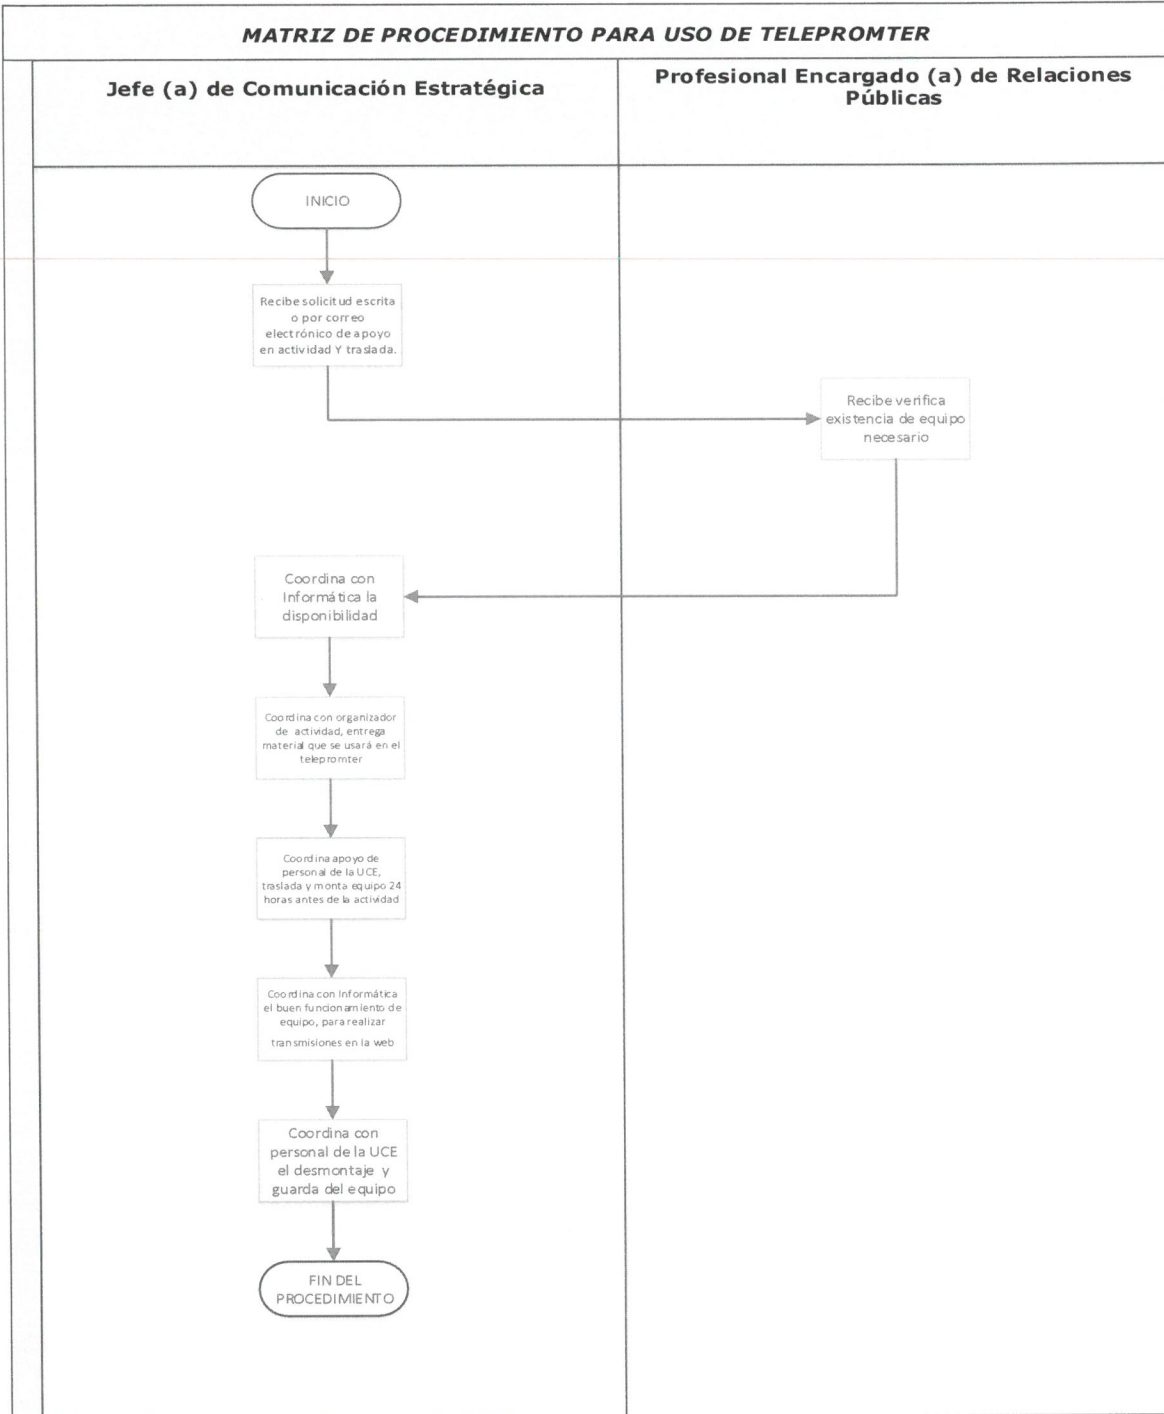 MATRIZ DE PROCEDIMIENTO PARA USO DE TELEPROMTER
Jefe (a) de Comunicación Estratégica
Profesional Encargado (a) de Relaciones
Públicas
INICIO
Recibe solicitud escrita
o por correo
electrónico de apoyo
en actividad Y traslada.
Recibe verifica
existencia de equipo
necesario
Coordina con
Informática la
disponibilidad
Coordina con organizador
de actividad, entrega
material que se usará en el
telepromter
Coordina apoyo de
personal de la UCE,
traslada y monta equipo 24
horas antes de la actividad
Coordina con Informática
el buen funcionamiento de
equipo, para realizar
transmisiones en la web
Coordina con
personal de la UCE
el desmontaje y
guarda del equipo
FIN DEL
PROCEDIMIENTO